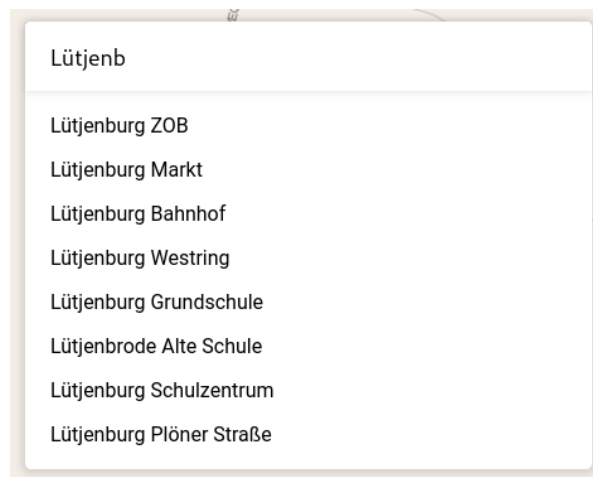 Lütjenb
Lütjenburg ZOB
Lütjenburg Markt
Lütjenburg Bahnhof
Lütjenburg Westring
Lütjenburg Grundschule
Lütjenbrode Alte Schule
Lütjenburg Schulzentrum
Lütjenburg Plöner Straße